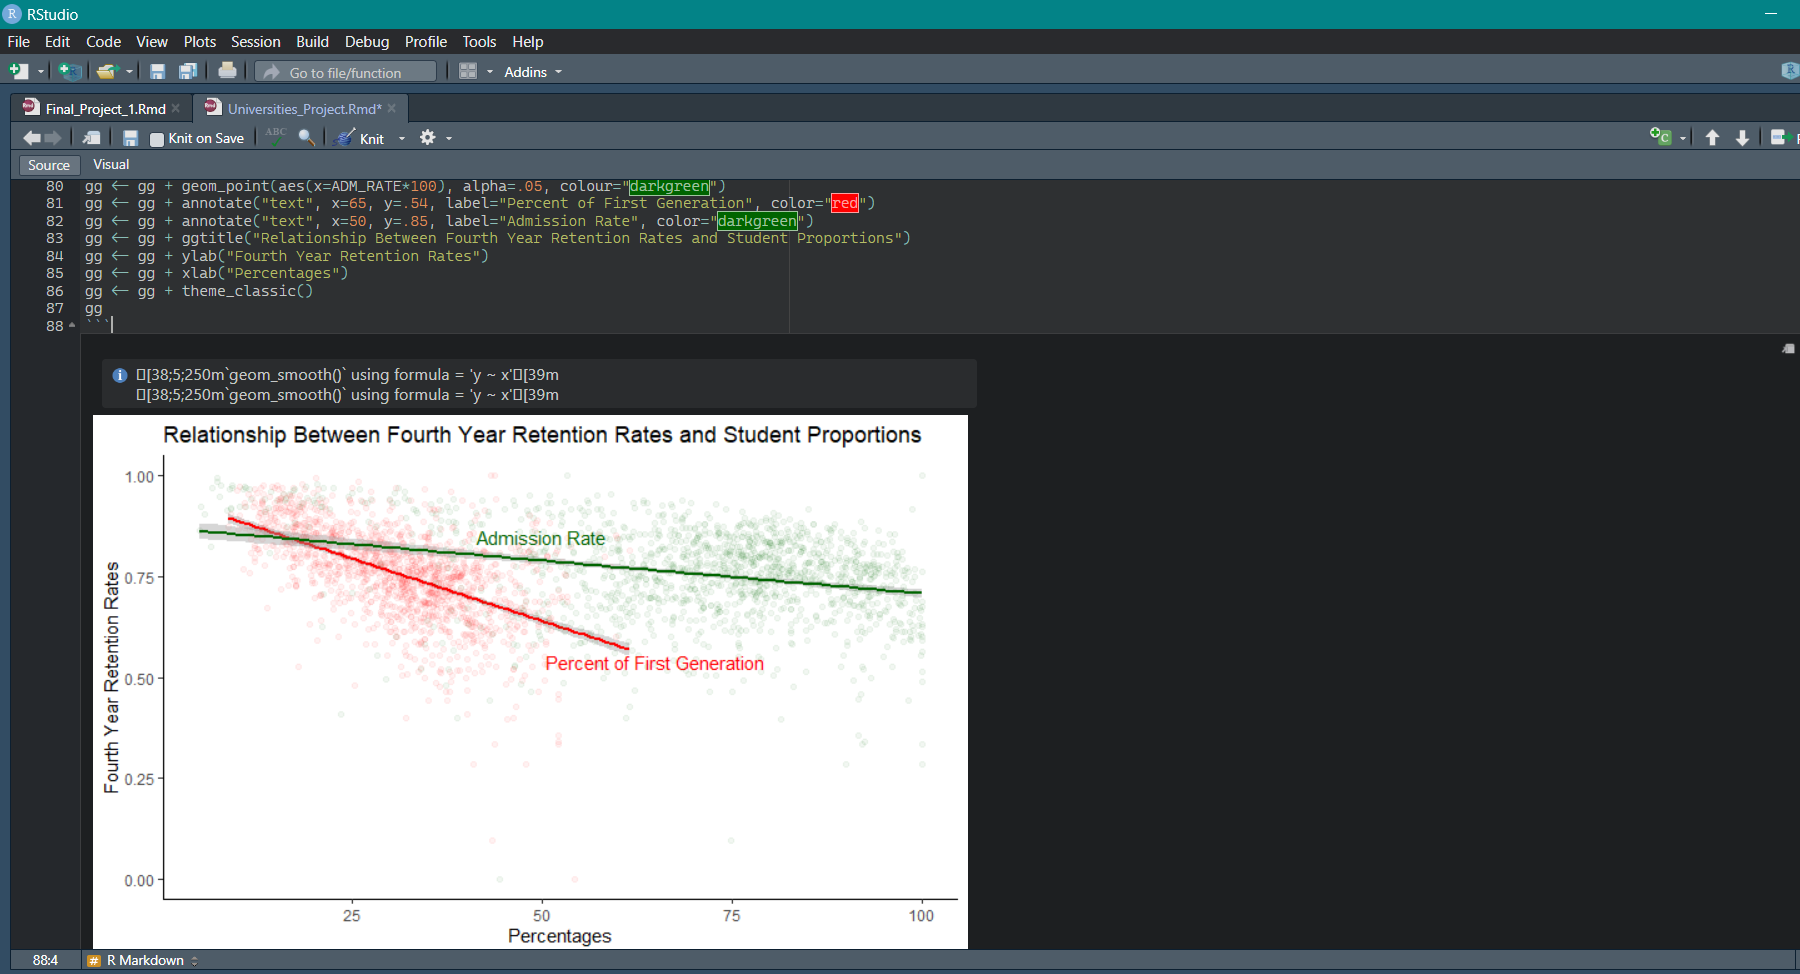 RStudio
File Edit Code View Plots Session Build Debug Profile Tools Help
Go to file/function Addins
Final_Project_1.Rmd Universities_Project.Rmd*
Knit on Save ABC Knit
Source Visual
80 gg <- gg + geom_point(aes(x=ADM_RATE*100), alpha=.05, colour="darkgreen")
81 gg <- gg + annotate("text", x=65, y=.54, label="Percent of First Generation", color="red")
82 gg <- gg + annotate("text", x=50, y=.85, label="Admission Rate", color="darkgreen")
83 gg <- gg + ggtitle("Relationship Between Fourth Year Retention Rates and Student Proportions")
84 gg <- gg + ylab("Fourth Year Retention Rates")
85 gg <- gg + xlab("Percentages")
86 gg <- gg + theme_classic()
87 gg
88 ```
▯[38;5;250m`geom_smooth()` using formula = 'y ~ x'▯[39m
▯[38;5;250m`geom_smooth()` using formula = 'y ~ x'▯[39m
Relationship Between Fourth Year Retention Rates and Student Proportions
Fourth Year Retention Rates
1.00
0.75
0.50
0.25
0.00
Admission Rate
Percent of First Generation
25 50 75 100
Percentages
88:4 # R Markdown